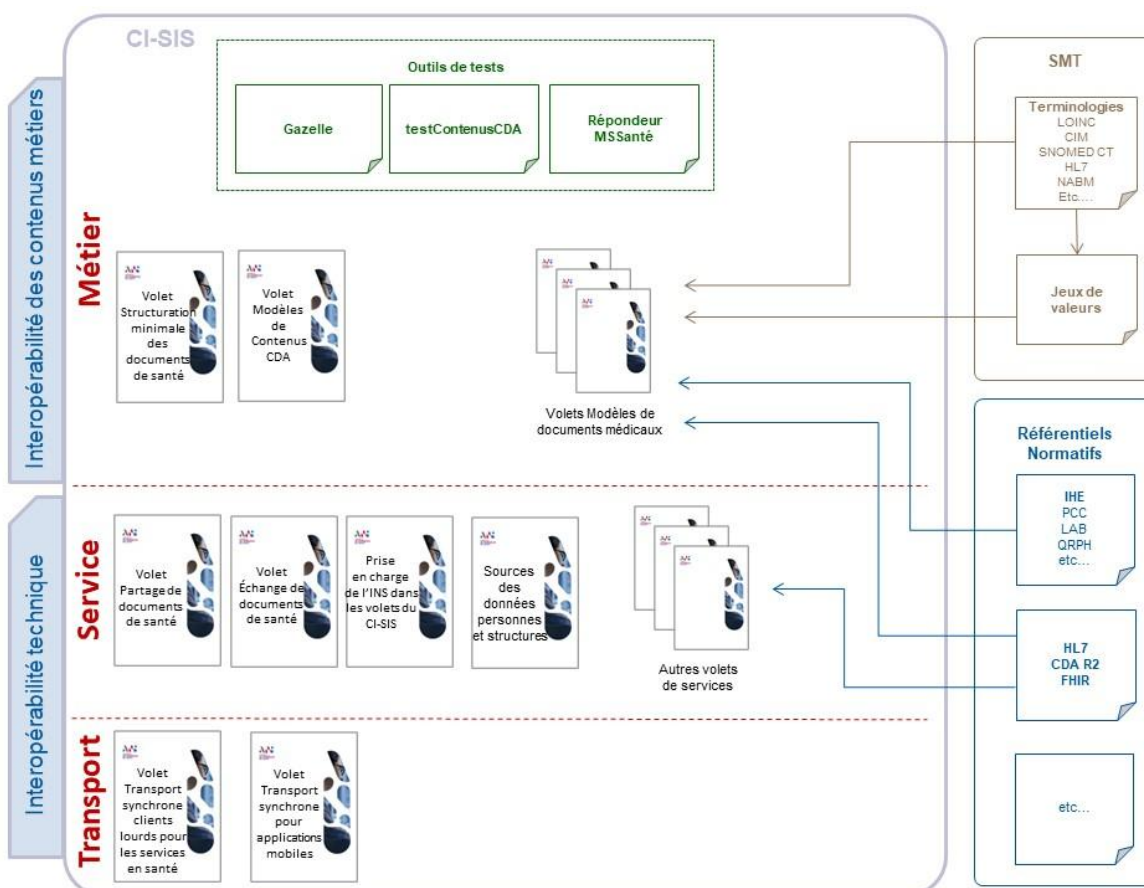 CI-SIS
Interopérabilité des contenus métiers
Interopérabilité technique
Outils de tests
Gazelle
testContenusCDA
Répondeur
MSSanté
Métier
Volet
Structuration
minimale
des
documents
de santé
Volet
Modèles
de
Contenus
CDA
Volets Modèles de
documents médicaux
Service
Volet
Partage de
documents
de santé
Volet
Échange de
documents
de santé
Prise
en charge
de l’INS dans
les volets du
CI-SIS
Sources
des
données
personnes
et structures
Autres volets
de services
Transport
Volet
Transport
synchrone
clients
lourds pour
les services
en santé
Volet
Transport
synchrone
pour
applications
mobiles
SMT
Terminologies
LOINC
CIM
SNOMED CT
HL7
NABM
Etc....
Jeux de
valeurs
Référentiels
Normatifs
IHE
PCC
LAB
QRPH
etc...
HL7
CDA R2
FHIR
etc...